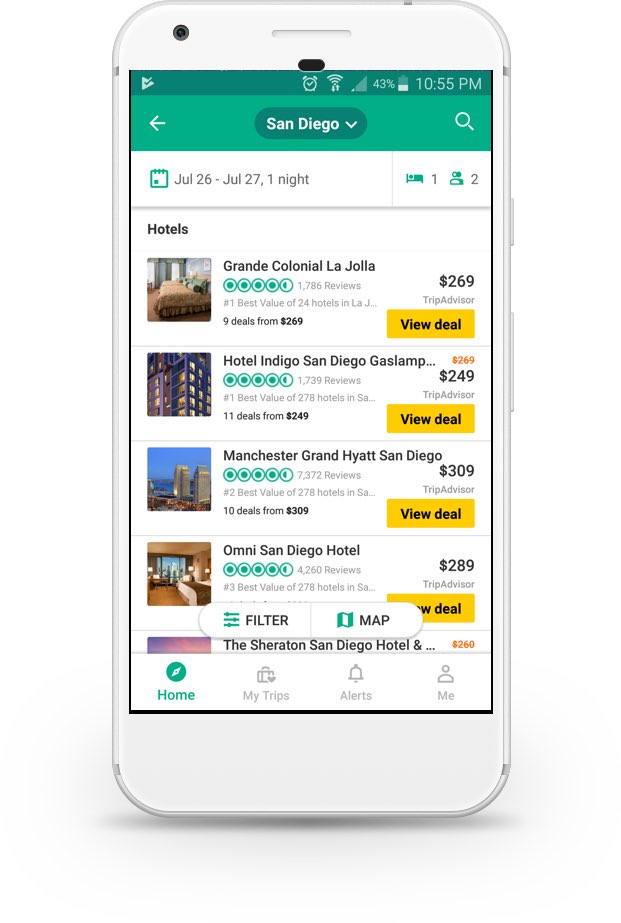 43% 10:55 PM
San Diego
Jul 26 - Jul 27, 1 night
1 2
Hotels
Grande Colonial La Jolla
$269
1,786 Reviews
TripAdvisor
#1 Best Value of 24 hotels in La J...
9 deals from $269
View deal
Hotel Indigo San Diego Gaslamp...
$269
$249
1,739 Reviews
TripAdvisor
#1 Best Value of 278 hotels in Sa...
11 deals from $249
View deal
Manchester Grand Hyatt San Diego
$309
7,372 Reviews
TripAdvisor
#2 Best Value of 278 hotels in Sa...
10 deals from $309
View deal
Omni San Diego Hotel
$289
4,260 Reviews
TripAdvisor
#3 Best Value of 278 hotels in Sa...
deal
FILTER MAP
The Sheraton San Diego Hotel & ...
$260
Home My Trips Alerts Me